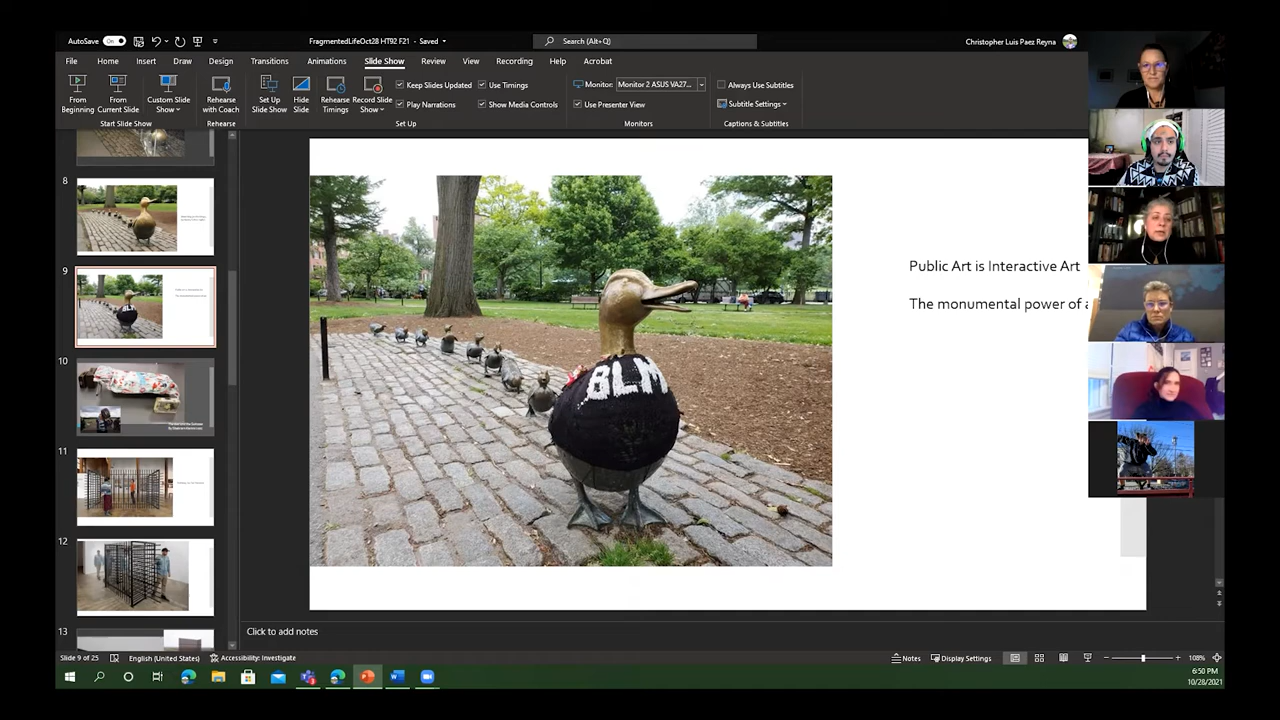 AutoSave On
FragmentedLifeOct28 HT92 F21 - Saved
Search (Alt+Q)
Christopher Luis Paez Reyna
File Home Insert Draw Design Transitions Animations Slide Show Review View Recording Help Acrobat
From Beginning
From Current Slide
Custom Slide Show
Rehearse with Coach
Set Up Slide Show
Hide Slide
Rehearse Timings
Record Slide Show
Keep Slides Updated
Play Narrations
Use Timings
Show Media Controls
Monitor: Monitor 2 ASUS VA27...
Use Presenter View
Always Use Subtitles
Subtitle Settings
Start Slide Show
Rehearse
Set Up
Monitors
Captions & Subtitles
8
9
10
11
12
13
BLM
Public Art is Interactive Art
The monumental power of a
Click to add notes
Slide 9 of 25
English (United States)
Accessibility: Investigate
Notes
Display Settings
108%
6:50 PM
10/28/2021